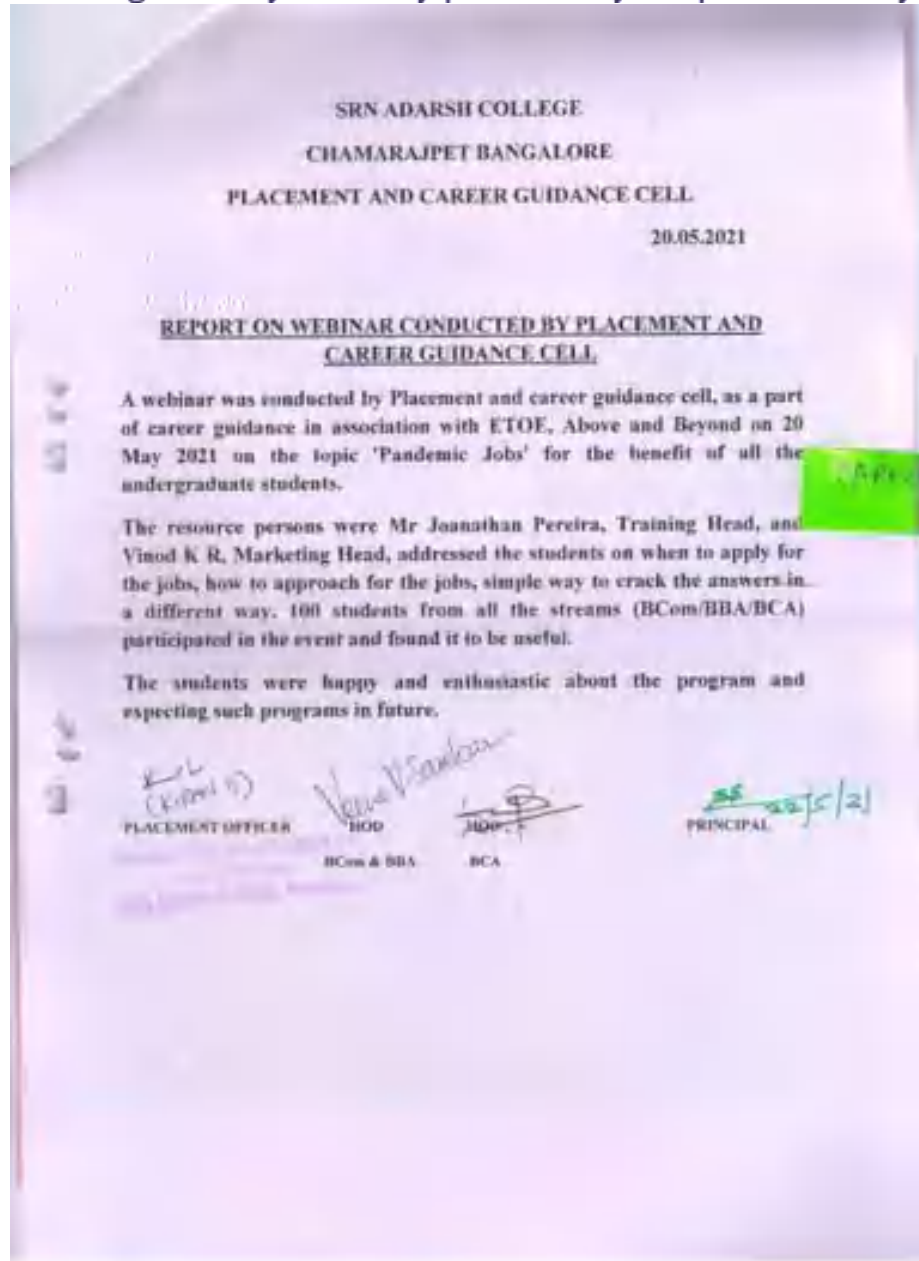 SRN ADARSH COLLEGE
CHAMARAJPET BANGALORE
PLACEMENT AND CAREER GUIDANCE CELL
20.05.2021
REPORT ON WEBINAR CONDUCTED BY PLACEMENT AND
CAREER GUIDANCE CELL
A webinar was conducted by Placement and career guidance cell, as a part
of career guidance in association with ETOE, Above and Beyond on 20
May 2021 on the topic 'Pandemic Jobs' for the benefit of all the
undergraduate students.
The resource persons were Mr Joanathan Pereira, Training Head, and
Vinod K R, Marketing Head, addressed the students on when to apply for
the jobs, how to approach for the jobs, simple way to crack the answers in
a different way. 100 students from all the streams (BCom/BBA/BCA)
participated in the event and found it to be useful.
The students were happy and enthusiastic about the program and
expecting such programs in future.
PLACEMENT OFFICER HOD HOD PRINCIPAL 22/5/21
BCom & BBA BCA